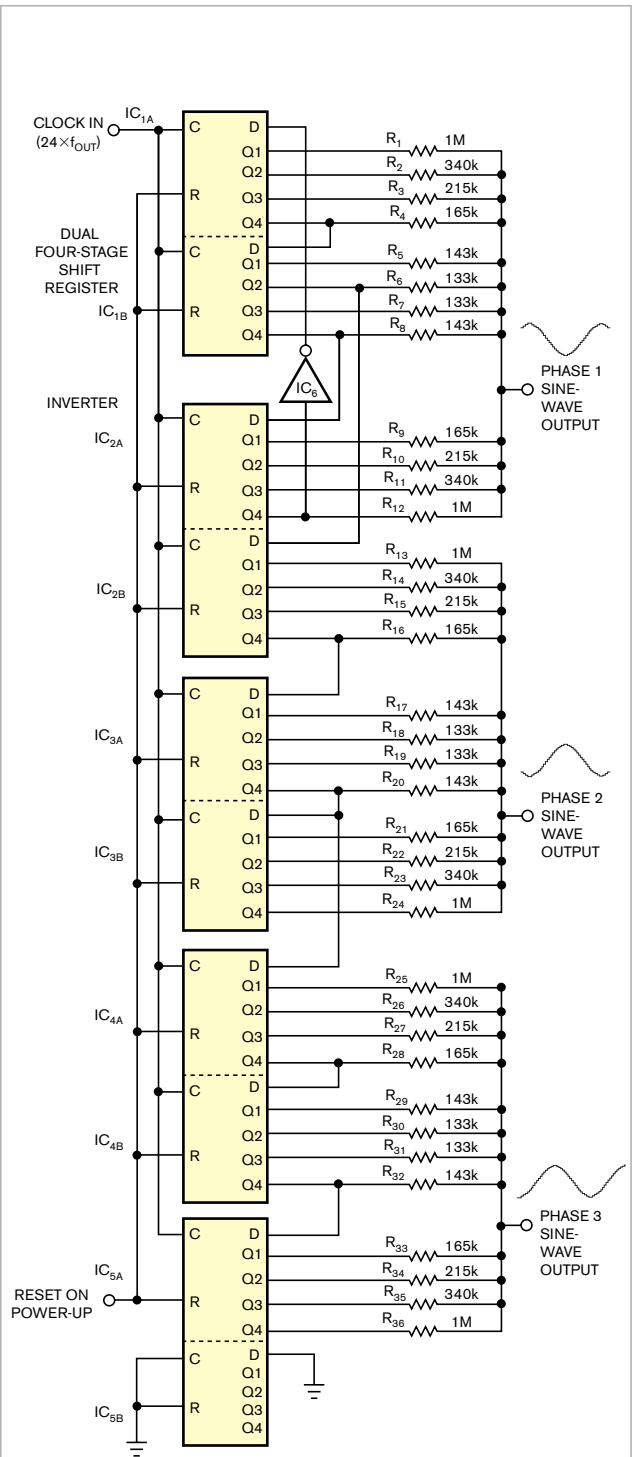 IC1A
CLOCK IN
(24×fOUT)
C
D
Q1
R1 1M
Q2
R2 340k
R
Q3
R3 215k
Q4
R4 165k
DUAL
FOUR-STAGE
SHIFT
REGISTER
C
D
Q1
R5 143k
Q2
R6 133k
IC1B
R
Q3
R7 133k
Q4
R8 143k
PHASE 1
SINE-
WAVE
OUTPUT
IC6
INVERTER
IC2A
C
D
Q1
R9 165k
Q2
R10 215k
R
Q3
R11 340k
Q4
R12 1M
C
D
Q1
R13 1M
IC2B
Q2
R14 340k
R
Q3
R15 215k
Q4
R16 165k
C
D
Q1
R17 143k
IC3A
Q2
R18 133k
R
Q3
R19 133k
Q4
R20 143k
PHASE 2
SINE-
WAVE
OUTPUT
C
D
Q1
R21 165k
IC3B
Q2
R22 215k
R
Q3
R23 340k
Q4
R24 1M
C
D
Q1
R25 1M
IC4A
Q2
R26 340k
R
Q3
R27 215k
Q4
R28 165k
C
D
Q1
R29 143k
IC4B
Q2
R30 133k
R
Q3
R31 133k
Q4
R32 143k
PHASE 3
SINE-
WAVE
OUTPUT
C
D
Q1
R33 165k
IC5A
Q2
R34 215k
RESET ON
POWER-UP
R
Q3
R35 340k
Q4
R36 1M
C
D
Q1
Q2
IC5B
R
Q3
Q4